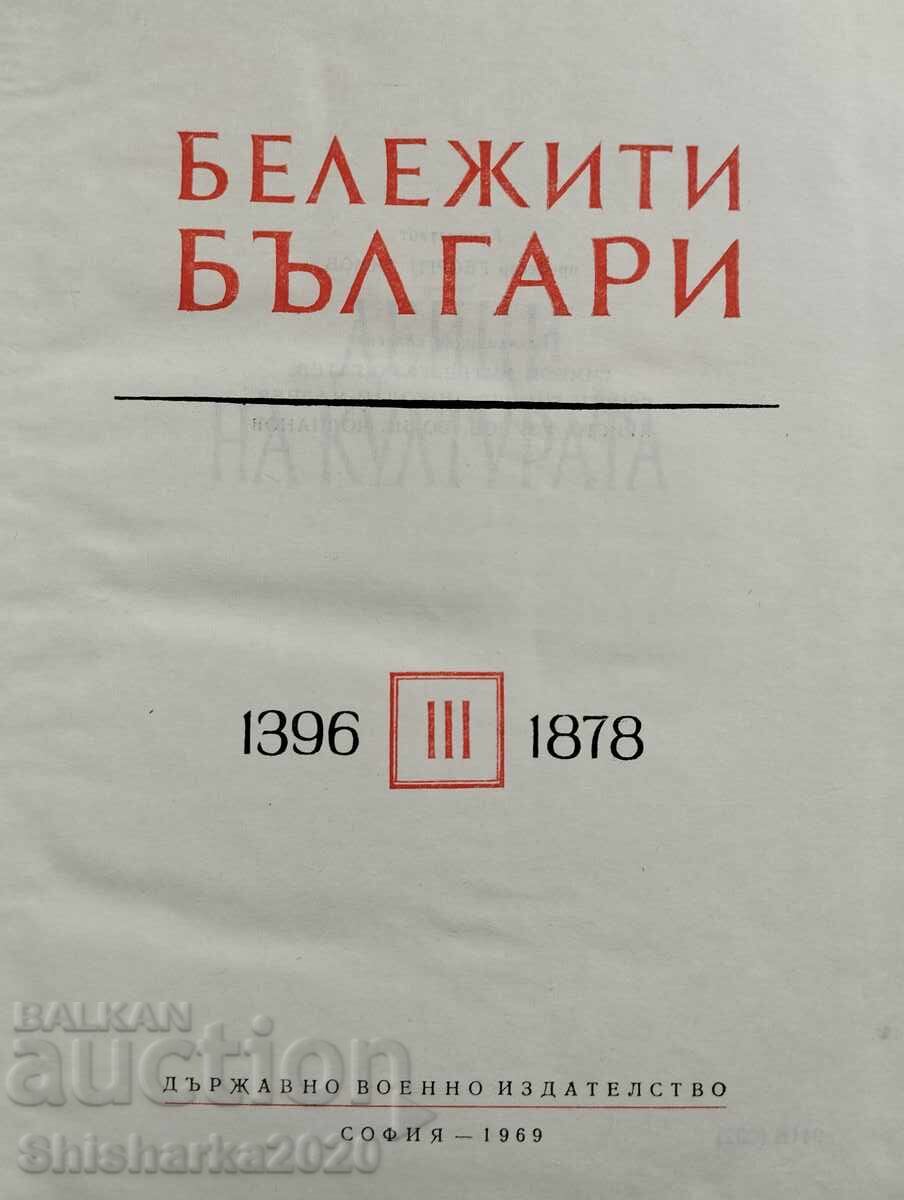 БЕЛЕЖИТИ
БЪЛГАРИ
1396 III 1878
ДЪРЖАВНО ВОЕННО ИЗДАТЕЛСТВО
СОФИЯ — 1969
BALKAN
auction
Shisharka2020